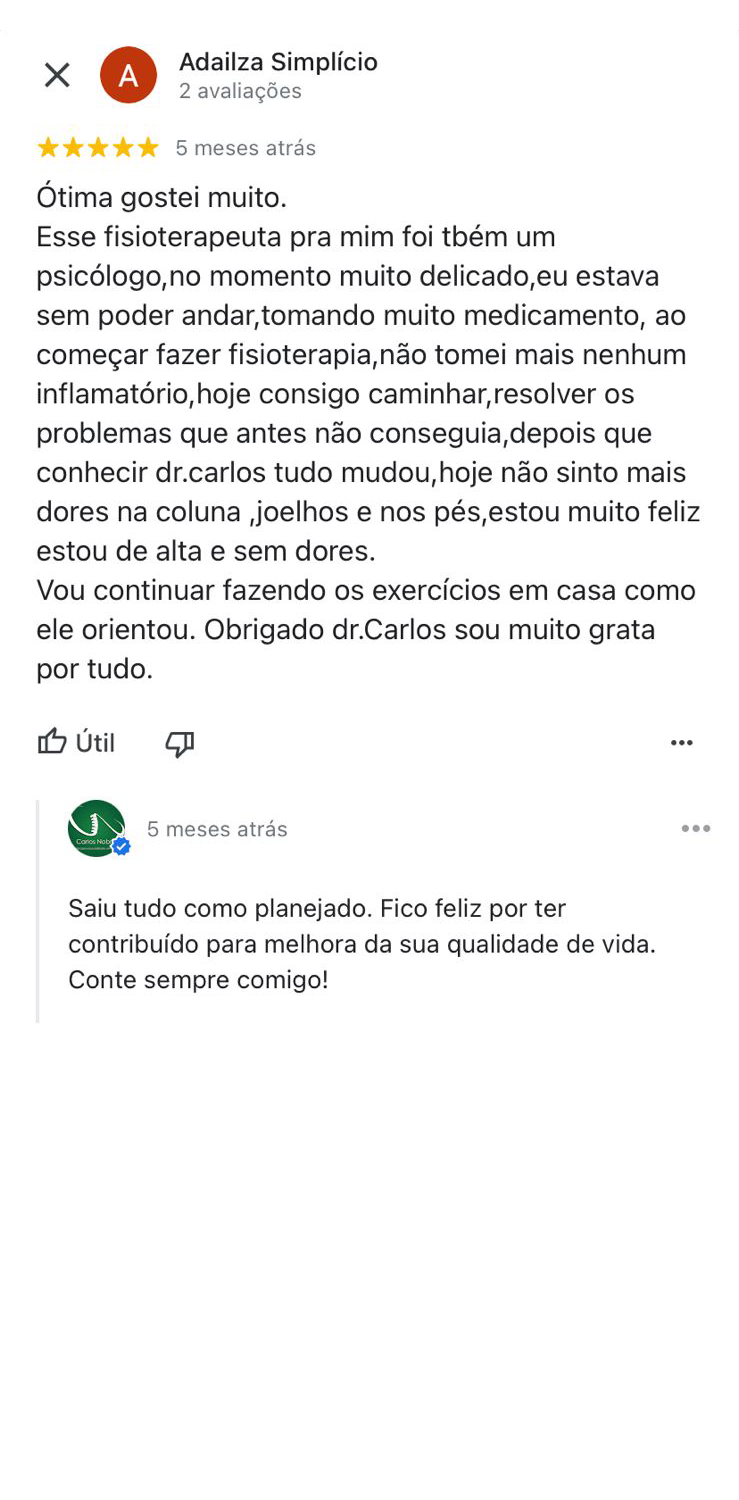 A
Adailza Simplício
2 avaliações
5 meses atrás
Ótima gostei muito.
Esse fisioterapeuta pra mim foi tbém um
psicólogo,no momento muito delicado,eu estava
sem poder andar,tomando muito medicamento, ao
começar fazer fisioterapia,não tomei mais nenhum
inflamatório,hoje consigo caminhar,resolver os
problemas que antes não conseguia,depois que
conhecir dr.carlos tudo mudou,hoje não sinto mais
dores na coluna ,joelhos e nos pés,estou muito feliz
estou de alta e sem dores.
Vou continuar fazendo os exercícios em casa como
ele orientou. Obrigado dr.Carlos sou muito grata
por tudo.
Útil
Carlos
5 meses atrás
Saiu tudo como planejado. Fico feliz por ter
contribuído para melhora da sua qualidade de vida.
Conte sempre comigo!